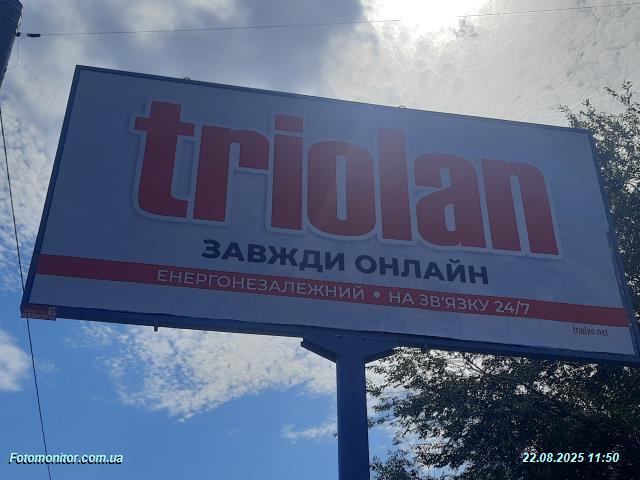 triolan
ЗАВЖДИ ОНЛАЙН
ЕНЕРГОНЕЗАЛЕЖНИЙ • НА ЗВ'ЯЗКУ 24/7
triolan.net
Fotomonitor.com.ua
22.08.2025 11:50